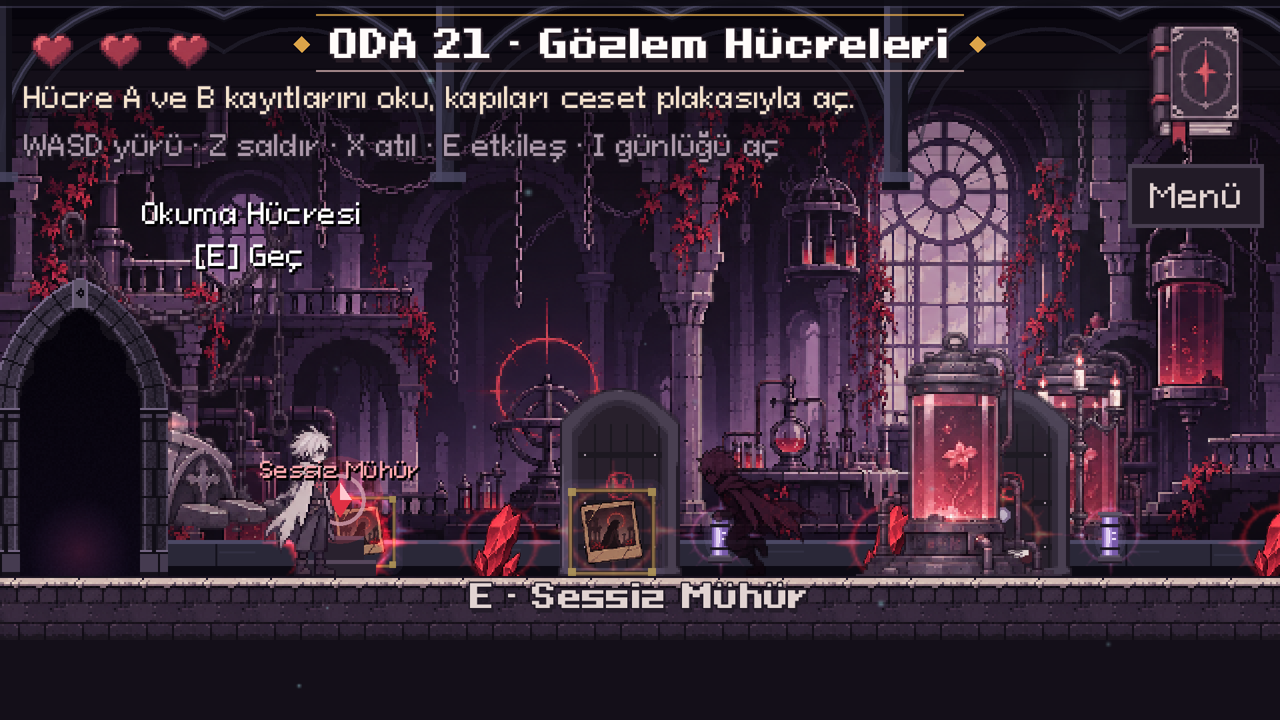 ODA 21 · Gözlem Hücreleri
Hücre A ve B kayıtlarını oku, kapıları ceset plakasıyla aç.
WASD yürü · Z saldır · X atıl · E etkileş · I günlüğü aç
Menü
Okuma Hücresi
[E] Geç
Sessiz Mühür
E · Sessiz Mühür